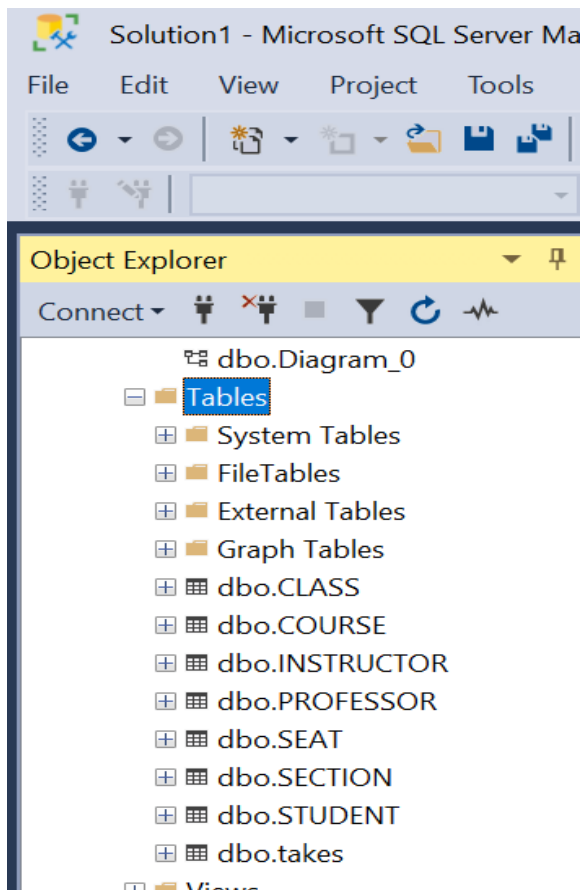 Solution1 - Microsoft SQL Server Ma
File Edit View Project Tools
Object Explorer
Connect
dbo.Diagram_0
Tables
System Tables
FileTables
External Tables
Graph Tables
dbo.CLASS
dbo.COURSE
dbo.INSTRUCTOR
dbo.PROFESSOR
dbo.SEAT
dbo.SECTION
dbo.STUDENT
dbo.takes
Views